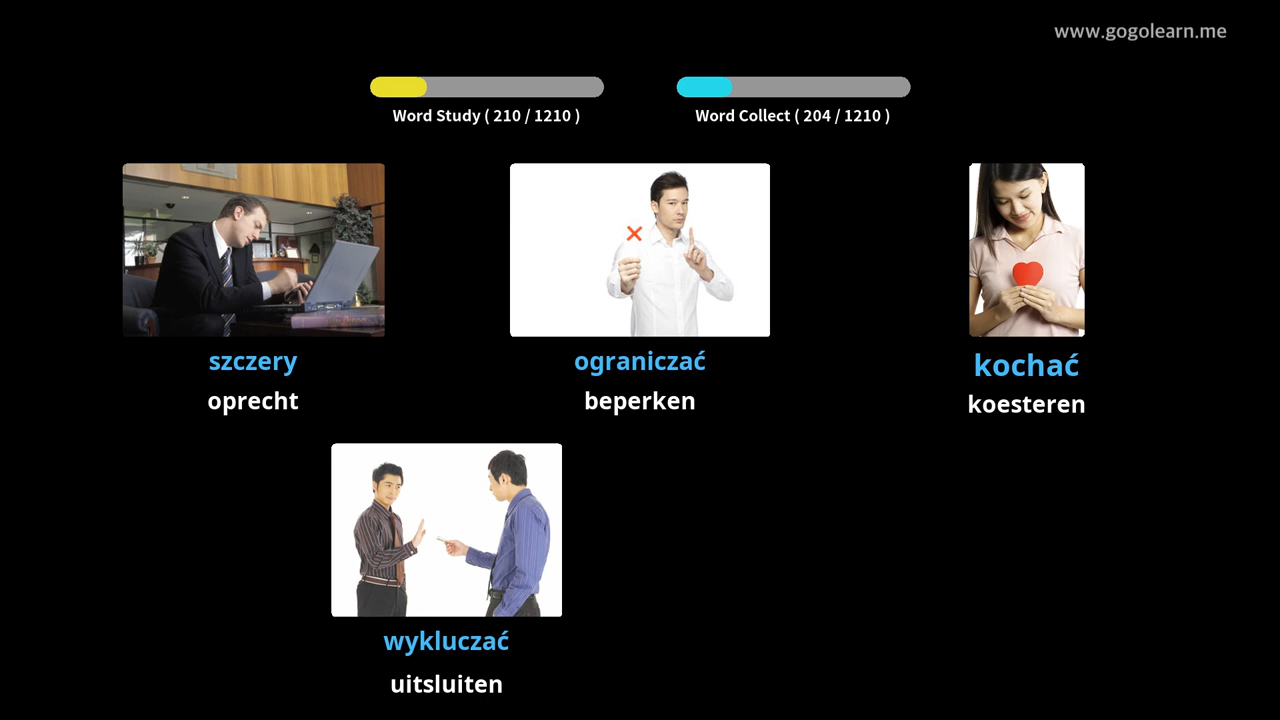 www.gogolearn.me
Word Study ( 210 / 1210 )
Word Collect ( 204 / 1210 )
szczery
oprecht
ograniczać
beperken
kochać
koesteren
wykluczać
uitsluiten